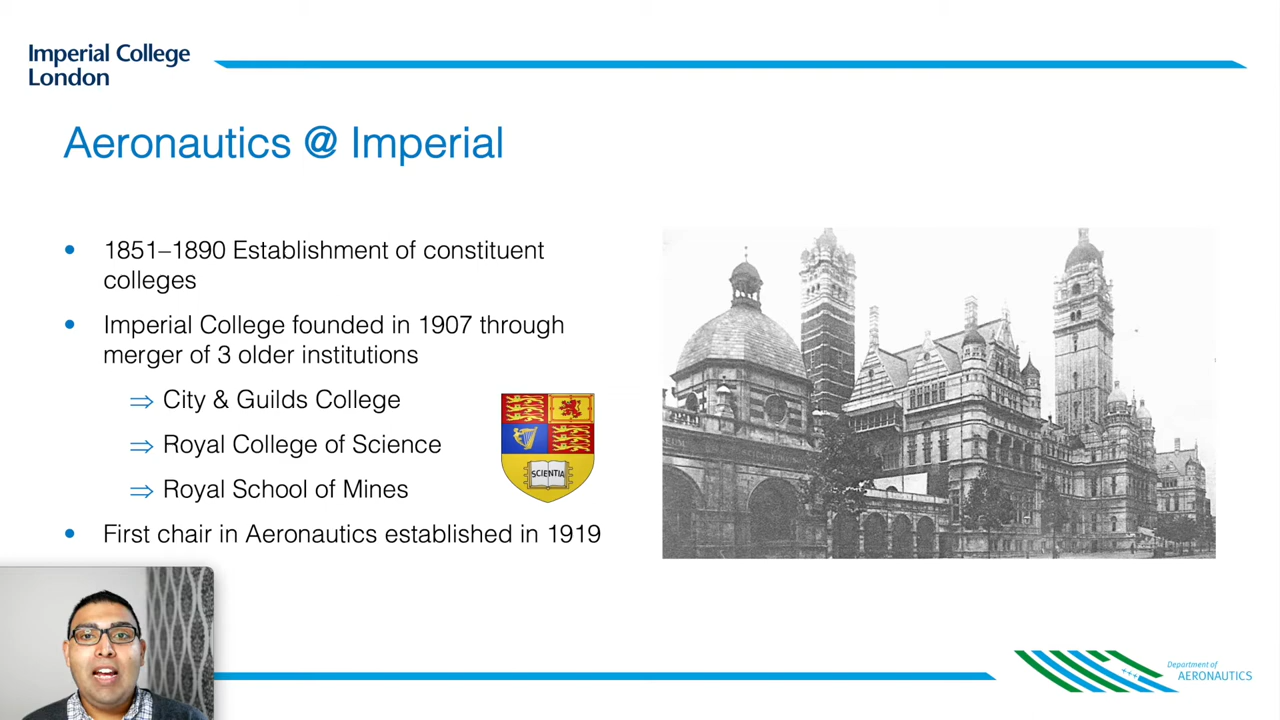 Imperial College
London
Aeronautics @ Imperial
• 1851–1890 Establishment of constituent
colleges
• Imperial College founded in 1907 through
merger of 3 older institutions
⇒ City & Guilds College
⇒ Royal College of Science
⇒ Royal School of Mines
SCIENTIA
• First chair in Aeronautics established in 1919
Department of
AERONAUTICS